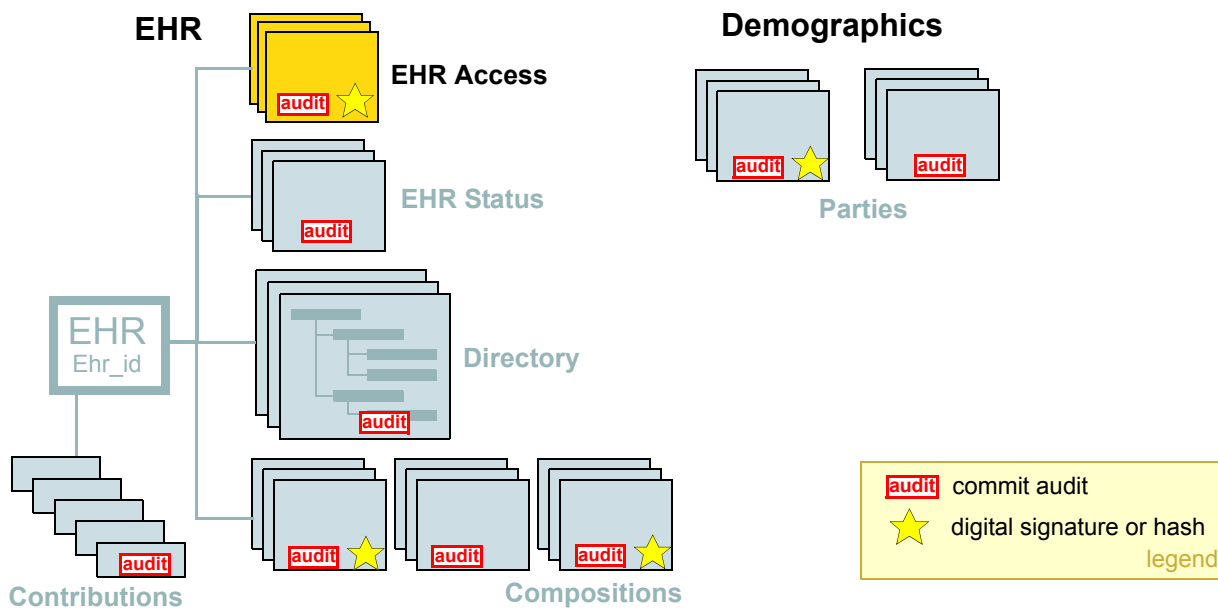 EHR
Demographics
EHR Access
audit
EHR Status
audit
audit
audit
Parties
EHR
Ehr_id
Directory
audit
audit
audit
audit
audit
Contributions
Compositions
audit commit audit
digital signature or hash
legend